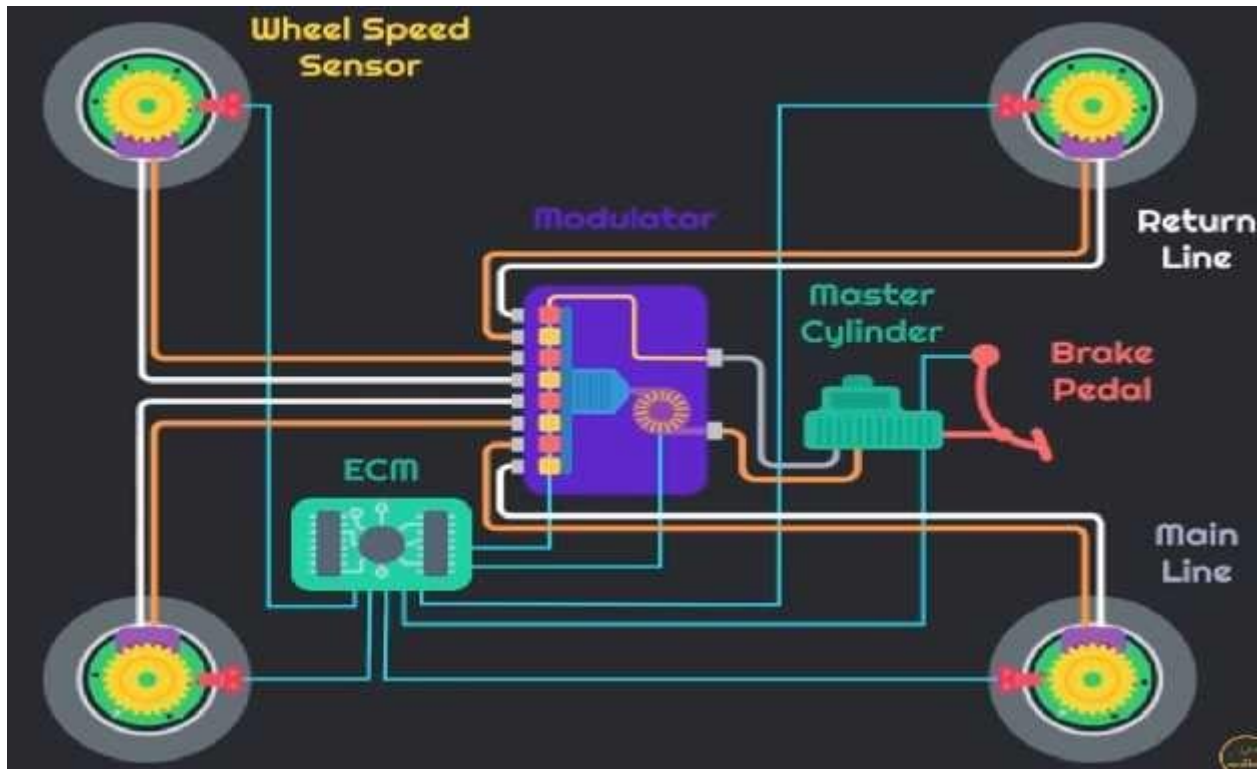 Wheel Speed
Sensor
Modulator
Return
Line
Master
Cylinder
Brake
Pedal
ECM
Main
Line